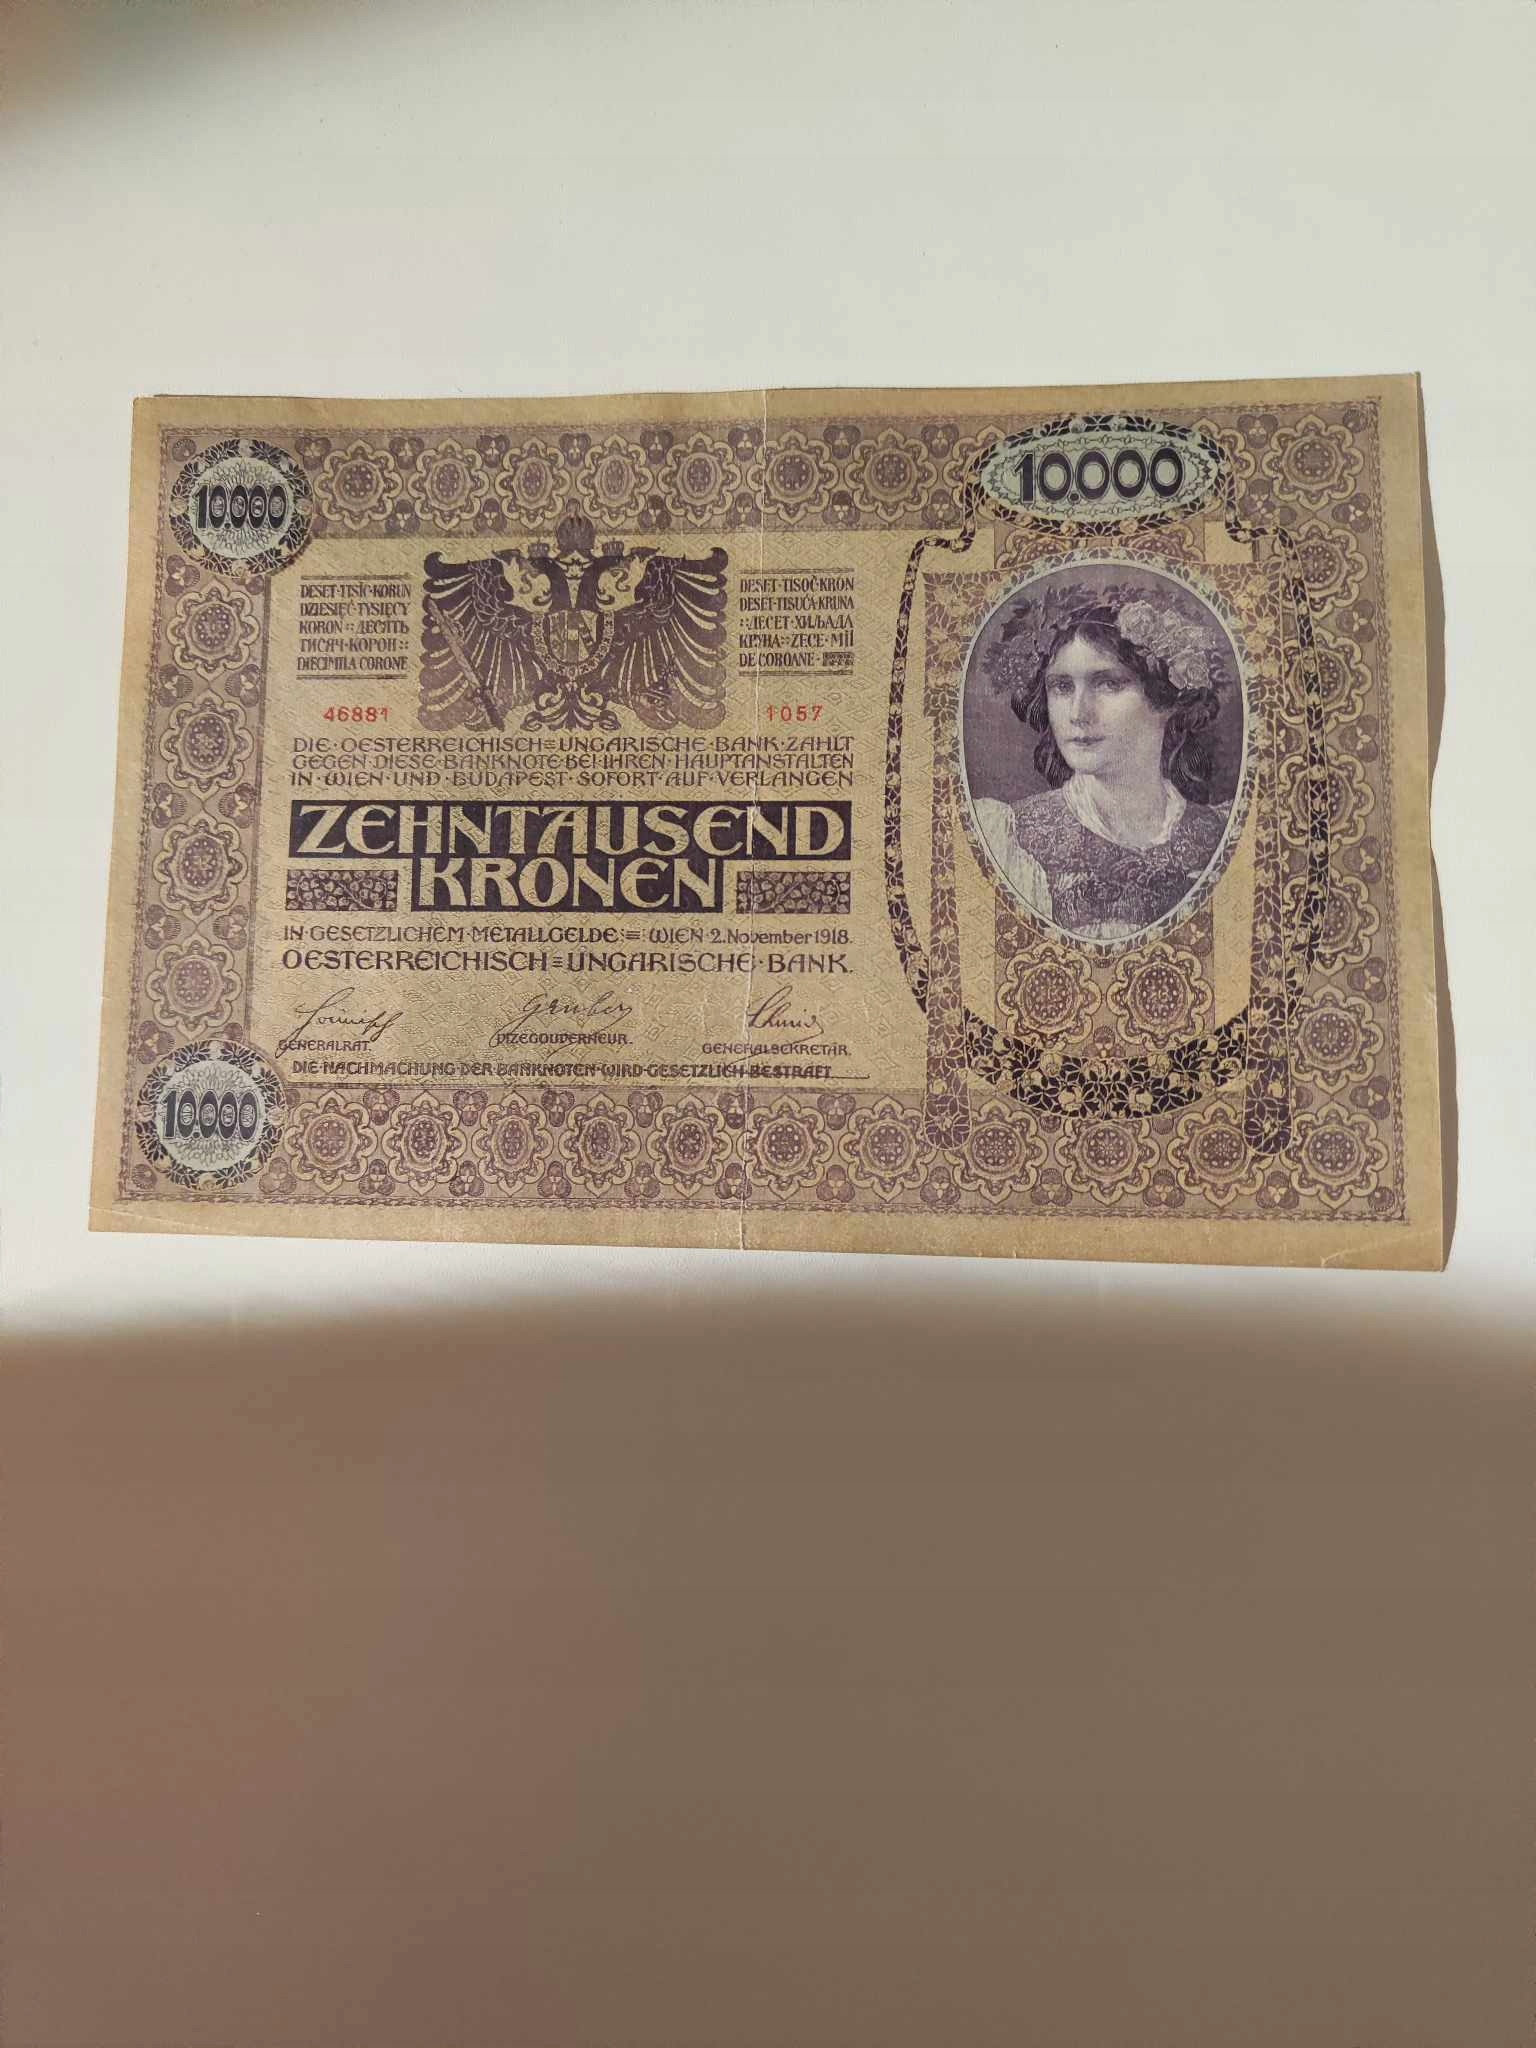 10.000
10.000
DESET·TISÍC·KORUN
DZIESIĘĆ·TYSIĘCY
KORON::ДЕСЯТЬ
ТИСЯЧ·КОРОН::
DIECIMILA CORONE
DESET·TISOČ·KRON
DESET·TISUĆA·KRUNA
::ДЕСЕТ·ХИЉАДА
КРУНА::ZECE·MII
DE COROANE·
46881
1057
DIE·OESTERREICHISCH=UNGARISCHE·BANK·ZAHLT
GEGEN·DIESE·BANKNOTE·BEI·IHREN·HAUPTANSTALTEN
IN·WIEN·UND·BUDAPEST·SOFORT·AUF·VERLANGEN
ZEHNTAUSEND
KRONEN
IN·GESETZLICHEM·METALLGELDE:=WIEN·2.November 1918.
OESTERREICHISCH=UNGARISCHE·BANK.
Gruber
Schmid
GENERALRAT.
VIZEGOUVERNEUR.
GENERALSEKRETÄR.
DIE·NACHMACHUNG·DER·BANKNOTEN·WIRD·GESETZLICH·BESTRAFT
10.000